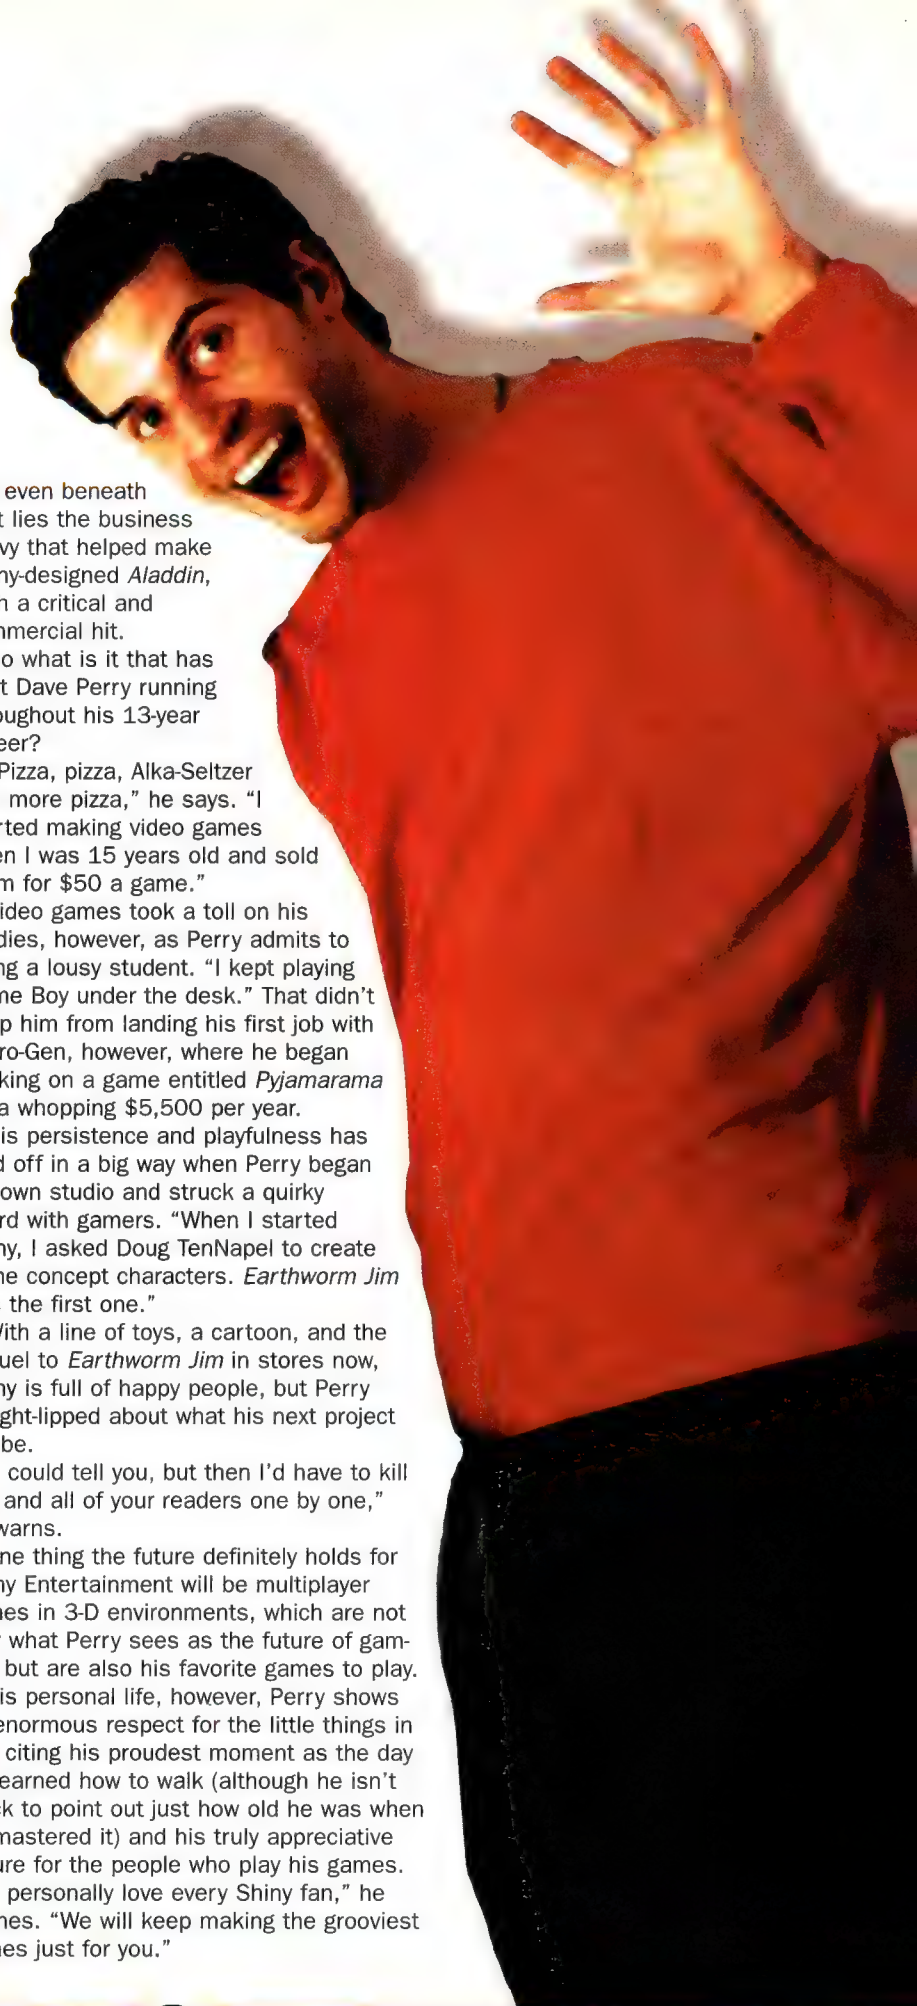 even beneath
t lies the business
vy that helped make
ny-designed Aladdin,
n a critical and
nmercial hit.
o what is it that has
t Dave Perry running
oughout his 13-year
eer?
Pizza, pizza, Alka-Seltzer
more pizza,” he says. “I
rted making video games
en I was 15 years old and sold
m for $50 a game.”
ideo games took a toll on his
dies, however, as Perry admits to
ng a lousy student. “I kept playing
ne Boy under the desk.” That didn’t
p him from landing his first job with
ro-Gen, however, where he began
king on a game entitled Pyjamarama
a whopping $5,500 per year.
is persistence and playfulness has
d off in a big way when Perry began
own studio and struck a quirky
rd with gamers. “When I started
ny, I asked Doug TenNapel to create
ne concept characters. Earthworm Jim
the first one.”
ith a line of toys, a cartoon, and the
uel to Earthworm Jim in stores now,
ny is full of happy people, but Perry
ght-lipped about what his next project
be.
could tell you, but then I’d have to kill
and all of your readers one by one,”
warns.
ne thing the future definitely holds for
ny Entertainment will be multiplayer
nes in 3-D environments, which are not
what Perry sees as the future of gam-
but are also his favorite games to play.
is personal life, however, Perry shows
enormous respect for the little things in
citing his proudest moment as the day
earned how to walk (although he isn’t
ck to point out just how old he was when
mastered it) and his truly appreciative
ure for the people who play his games.
personally love every Shiny fan,” he
nes. “We will keep making the grooviest
nes just for you.”